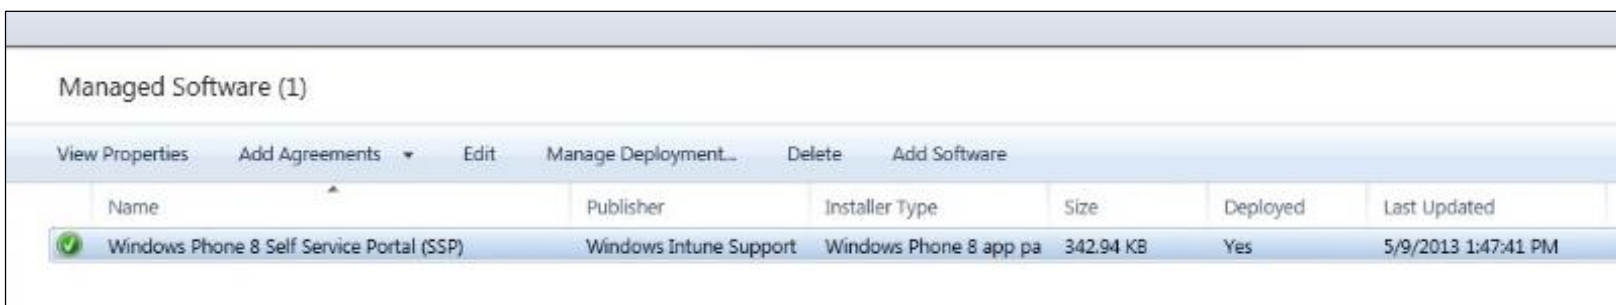 Managed Software (1)
View Properties Add Agreements Edit Manage Deployment... Delete Add Software
Name Publisher Installer Type Size Deployed Last Updated
Windows Phone 8 Self Service Portal (SSP) Windows Intune Support Windows Phone 8 app pa 342.94 KB Yes 5/9/2013 1:47:41 PM